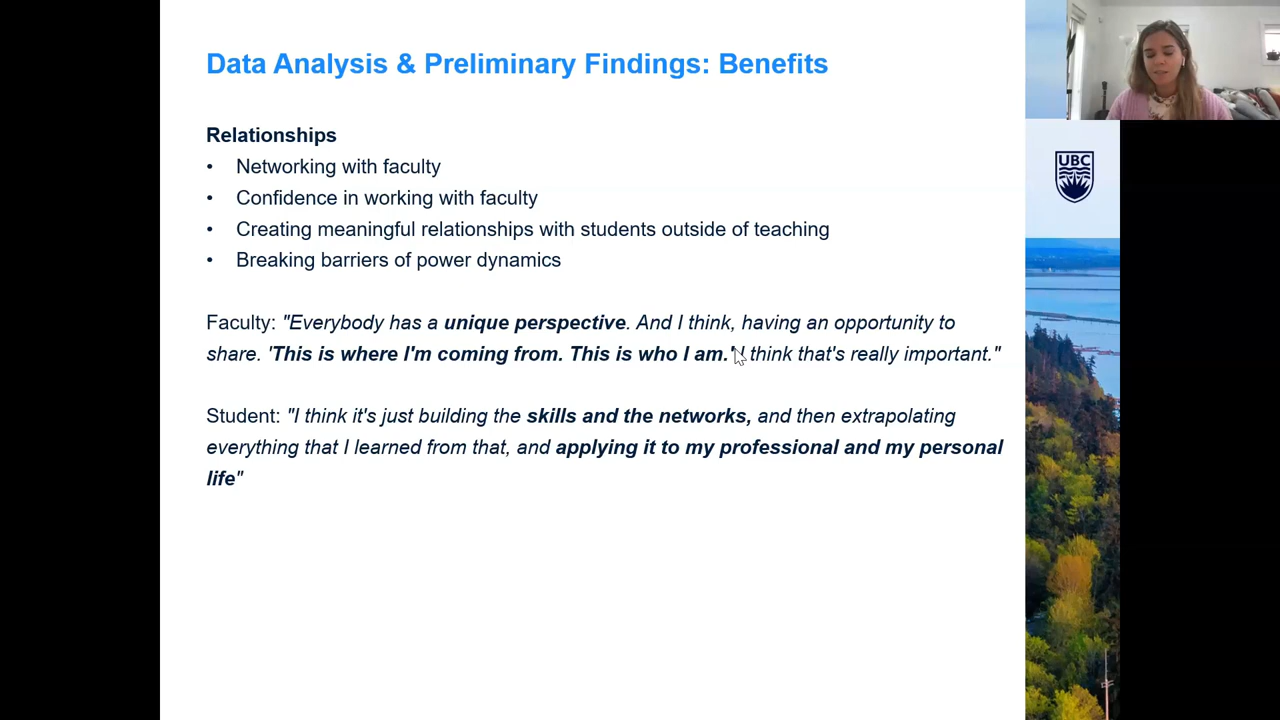 Data Analysis & Preliminary Findings: Benefits
Relationships
• Networking with faculty
• Confidence in working with faculty
• Creating meaningful relationships with students outside of teaching
• Breaking barriers of power dynamics
Faculty: "Everybody has a unique perspective. And I think, having an opportunity to
share. 'This is where I'm coming from. This is who I am.' I think that's really important."
Student: "I think it's just building the skills and the networks, and then extrapolating
everything that I learned from that, and applying it to my professional and my personal
life"
UBC